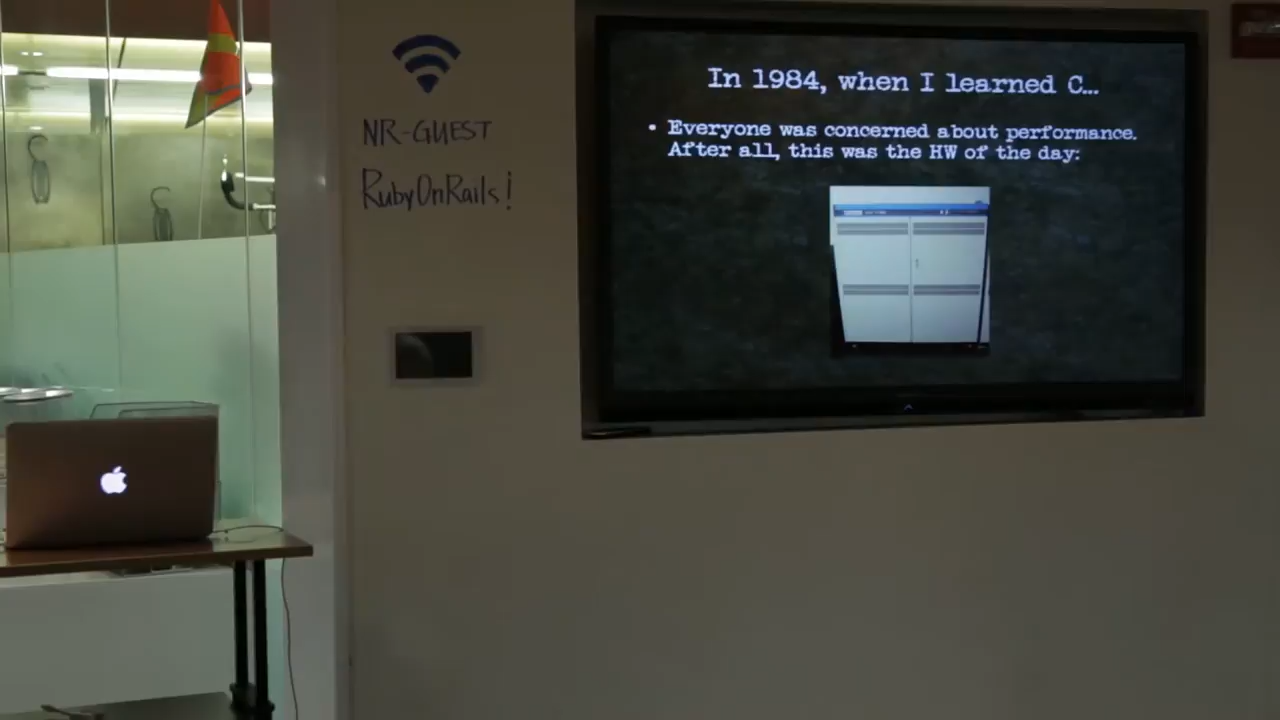 NR-GUEST
RubyOnRails!
In 1984, when I learned C...
• Everyone was concerned about performance.
After all, this was the HW of the day: